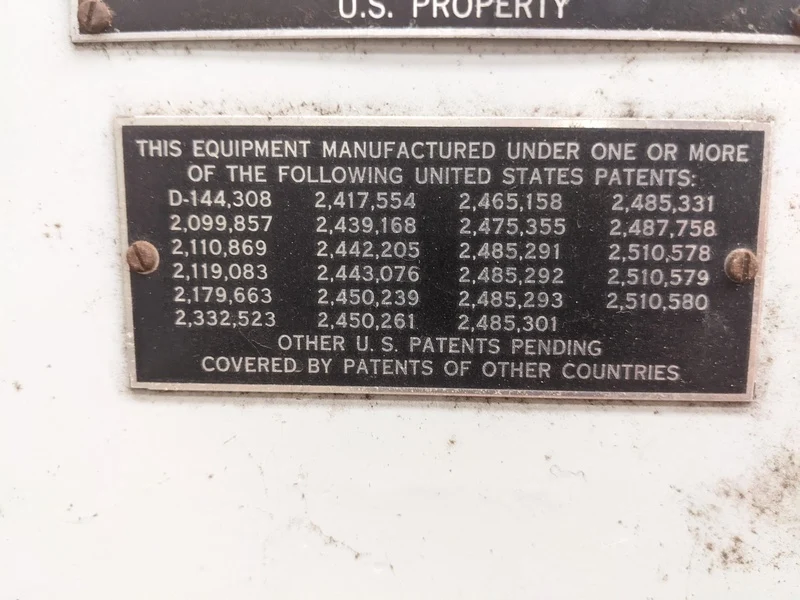 U.S. PROPERTY
THIS EQUIPMENT MANUFACTURED UNDER ONE OR MORE
OF THE FOLLOWING UNITED STATES PATENTS:
D-144,308 2,417,554 2,465,158 2,485,331
2,099,857 2,439,168 2,475,355 2,487,758
2,110,869 2,442,205 2,485,291 2,510,578
2,119,083 2,443,076 2,485,292 2,510,579
2,179,663 2,450,239 2,485,293 2,510,580
2,332,523 2,450,261 2,485,301
OTHER U. S. PATENTS PENDING
COVERED BY PATENTS OF OTHER COUNTRIES